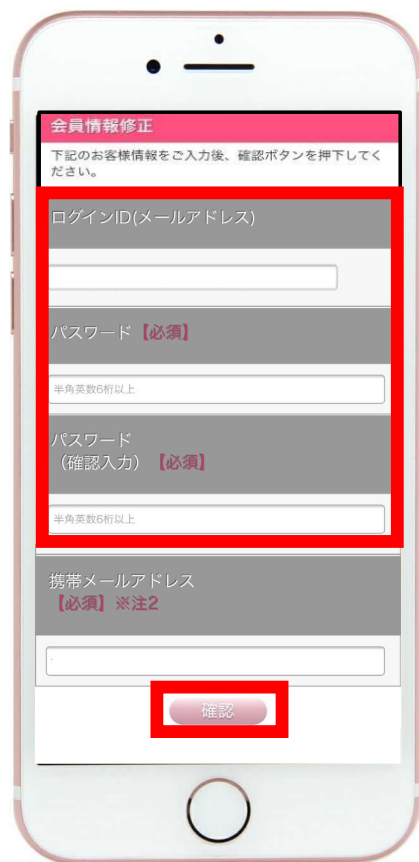 会員情報修正
下記のお客様情報をご入力後、確認ボタンを押下してく
ださい。
ログインID(メールアドレス)
パスワード【必須】
半角英数6桁以上
パスワード
（確認入力）【必須】
半角英数6桁以上
携帯メールアドレス
【必須】※注2
確認